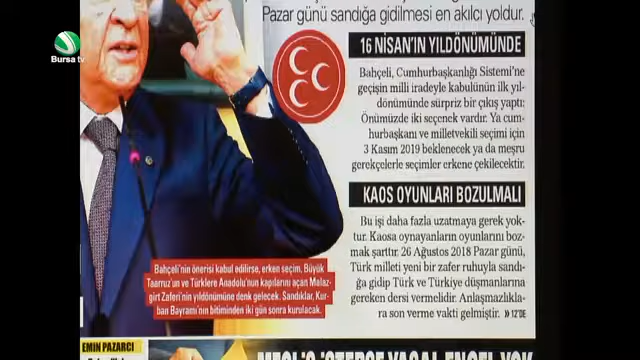 Pazar günü sandığa gidilmesi en akılcı yoldur.
Bursa tv
16 NİSAN'IN YILDÖNÜMÜNDE
Bahçeli, Cumhurbaşkanlığı Sistemi'ne
geçişin milli iradeyle kabulünün ilk yıl-
dönümünde sürpriz bir çıkış yaptı:
Önümüzde iki seçenek vardır. Ya cum-
hurbaşkanı ve milletvekili seçimi için
3 Kasım 2019 beklenecek ya da meşru
gerekçelerle seçimler erkene çekilecektir.
KAOS OYUNLARI BOZULMALI
Bu işi daha fazla uzatmaya gerek yok-
tur. Kaosa oynayanların oyunlarını boz-
mak şarttır. 26 Ağustos 2018 Pazar günü,
Türk milleti yeni bir zafer ruhuyla sandı-
ğa gidip Türk ve Türkiye düşmanlarına
gereken dersi vermelidir. Anlaşmazlıkla-
ra son verme vakti gelmiştir. » 12'DE
Bahçeli'nin önerisi kabul edilirse, erken seçim, Büyük
Taarruz'un ve Türklere Anadolu'nun kapılarını açan Malaz-
girt Zaferi'nin yıldönümüne denk gelecek. Sandıklar, Kur-
ban Bayramı'nın bitiminden iki gün sonra kurulacak.
EMİN PAZARCI
MECLİS İSTERSE YASAL ENGEL YOK